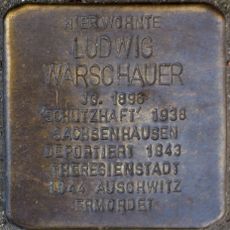 HIER WOHNTE
LUDWIG
WARSCHAUER
JG. 1896
'SCHUTZHAFT' 1938
SACHSENHAUSEN
DEPORTIERT 1943
THERESIENSTADT
1944 AUSCHWITZ
ERMORDET